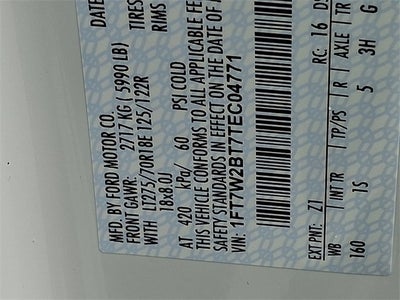 MFD. BY FORD MOTOR CO.
DATE
FRONT GAWR: 2717 KG ( 5990 LB)
WITH LT275/70R18E 125/122R TIRES
18x8.0J RIMS
AT 420 kPa/ 60 PSI COLD
THIS VEHICLE CONFORMS TO ALL APPLICABLE FE
SAFETY STANDARDS IN EFFECT ON THE DATE OF
VIN: 1FT7W2BT7TEC04771
EXT PNT: Z1 RC: 16 DS
WB INT TR TP/PS R AXLE TR
160 1S 5 3H G